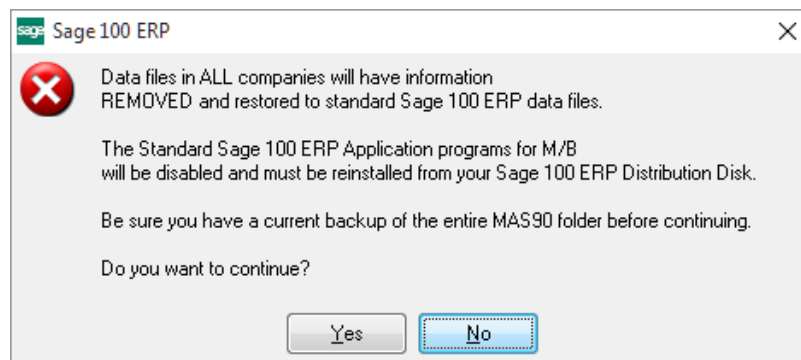 sage Sage 100 ERP
Data files in ALL companies will have information
REMOVED and restored to standard Sage 100 ERP data files.
The Standard Sage 100 ERP Application programs for M/B
will be disabled and must be reinstalled from your Sage 100 ERP Distribution Disk.
Be sure you have a current backup of the entire MAS90 folder before continuing.
Do you want to continue?
Yes No